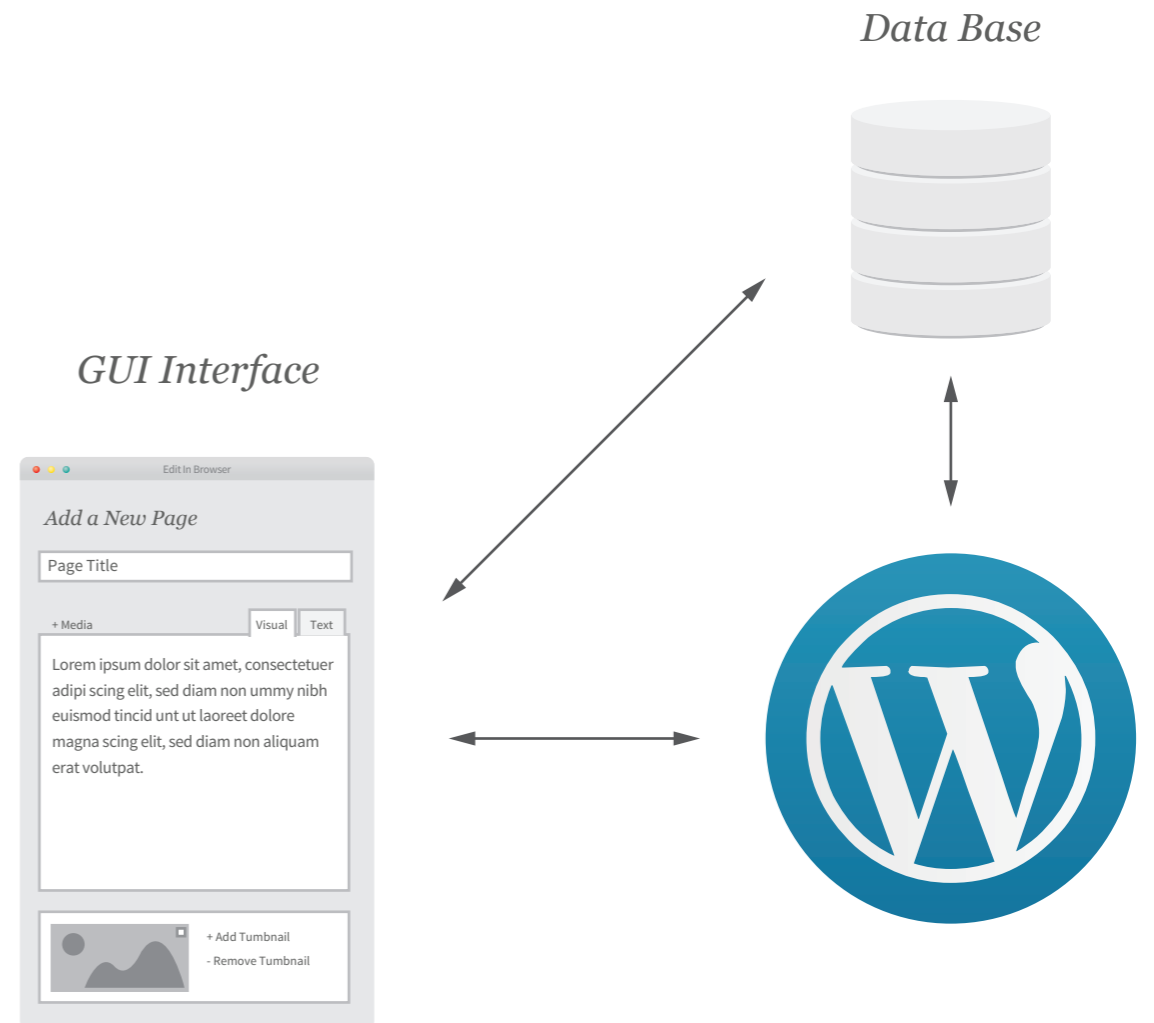 Data Base
GUI Interface
Edit In Browser
Add a New Page
Page Title
+ Media
Visual
Text
Lorem ipsum dolor sit amet, consectetuer
adipi scing elit, sed diam non ummy nibh
euismod tincid unt ut laoreet dolore
magna scing elit, sed diam non aliquam
erat volutpat.
+ Add Tumbnail
- Remove Tumbnail
W